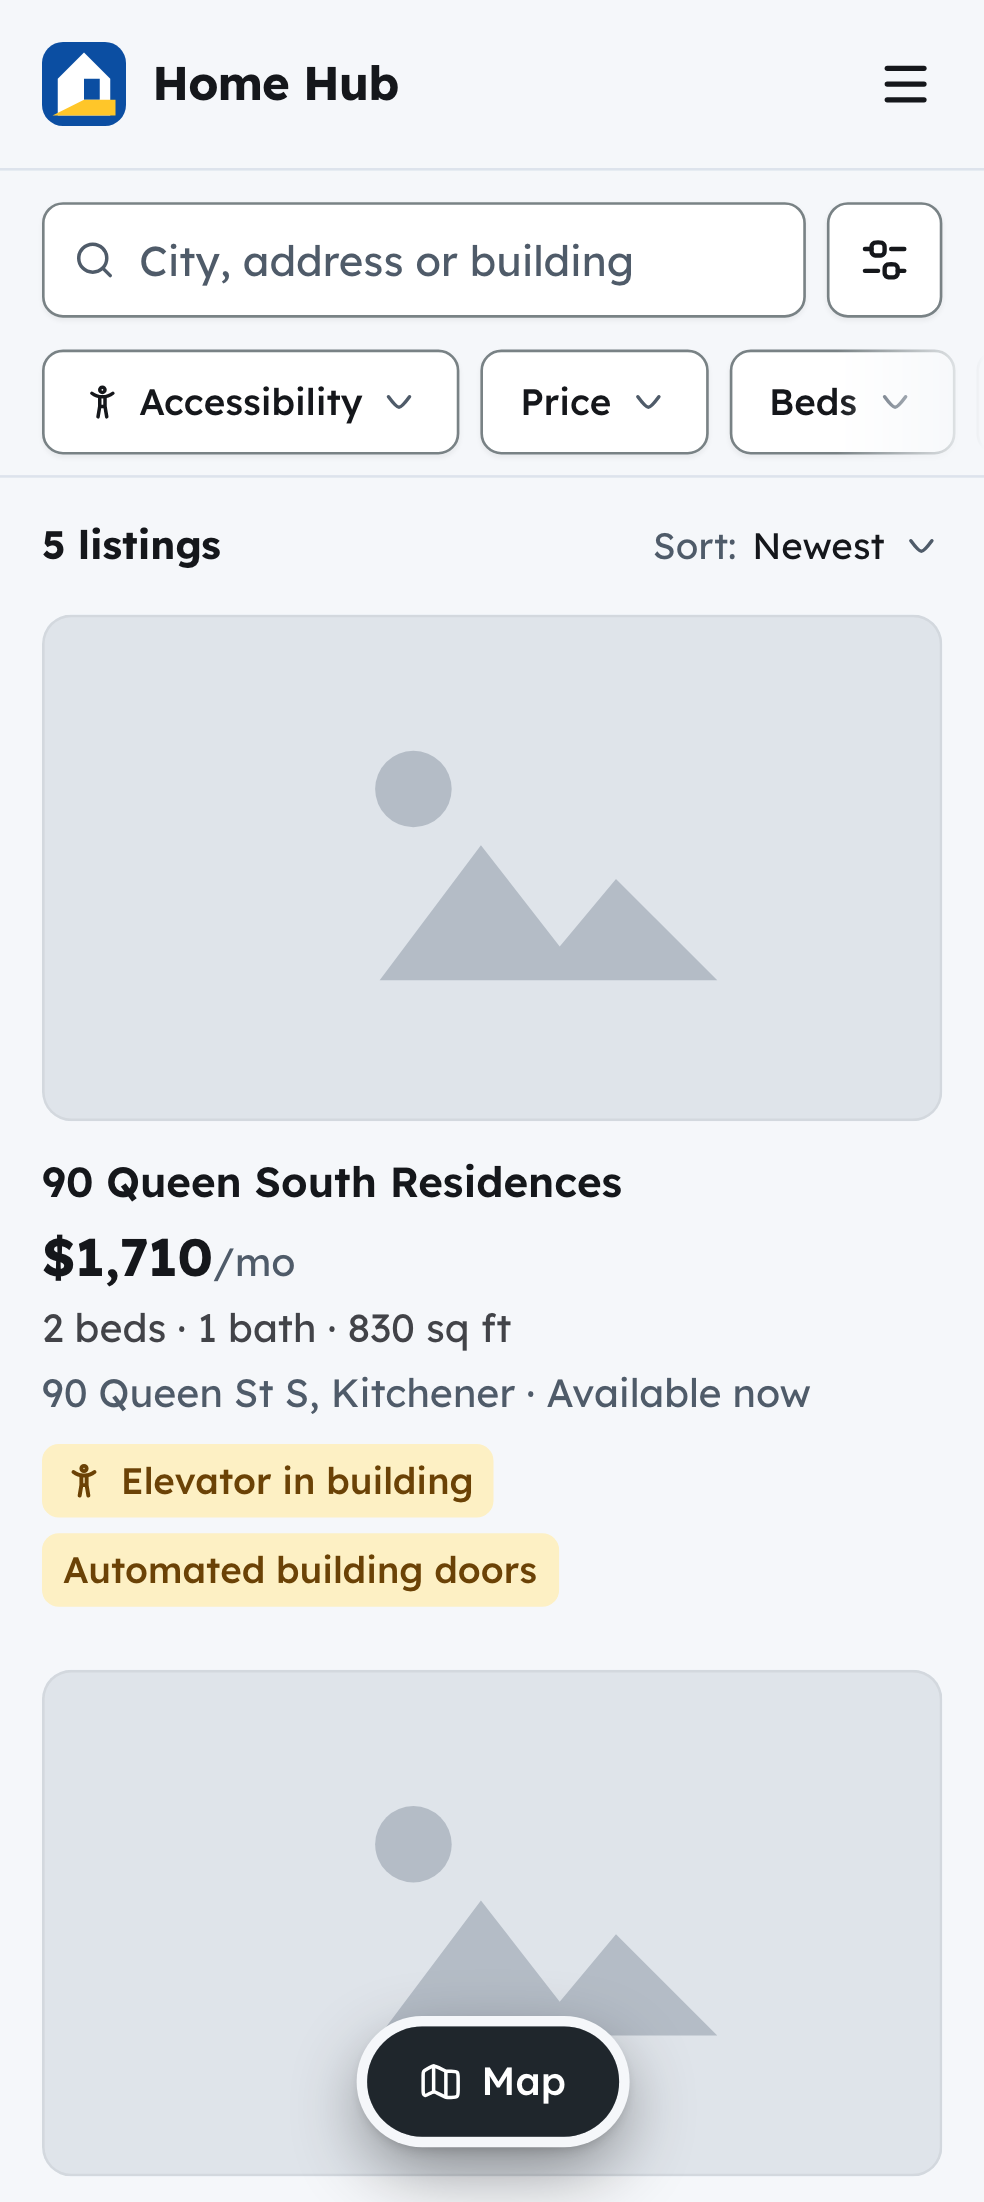 Home Hub
City, address or building
Accessibility
Price
Beds
5 listings
Sort: Newest
90 Queen South Residences
$1,710/mo
2 beds · 1 bath · 830 sq ft
90 Queen St S, Kitchener · Available now
Elevator in building
Automated building doors
Map